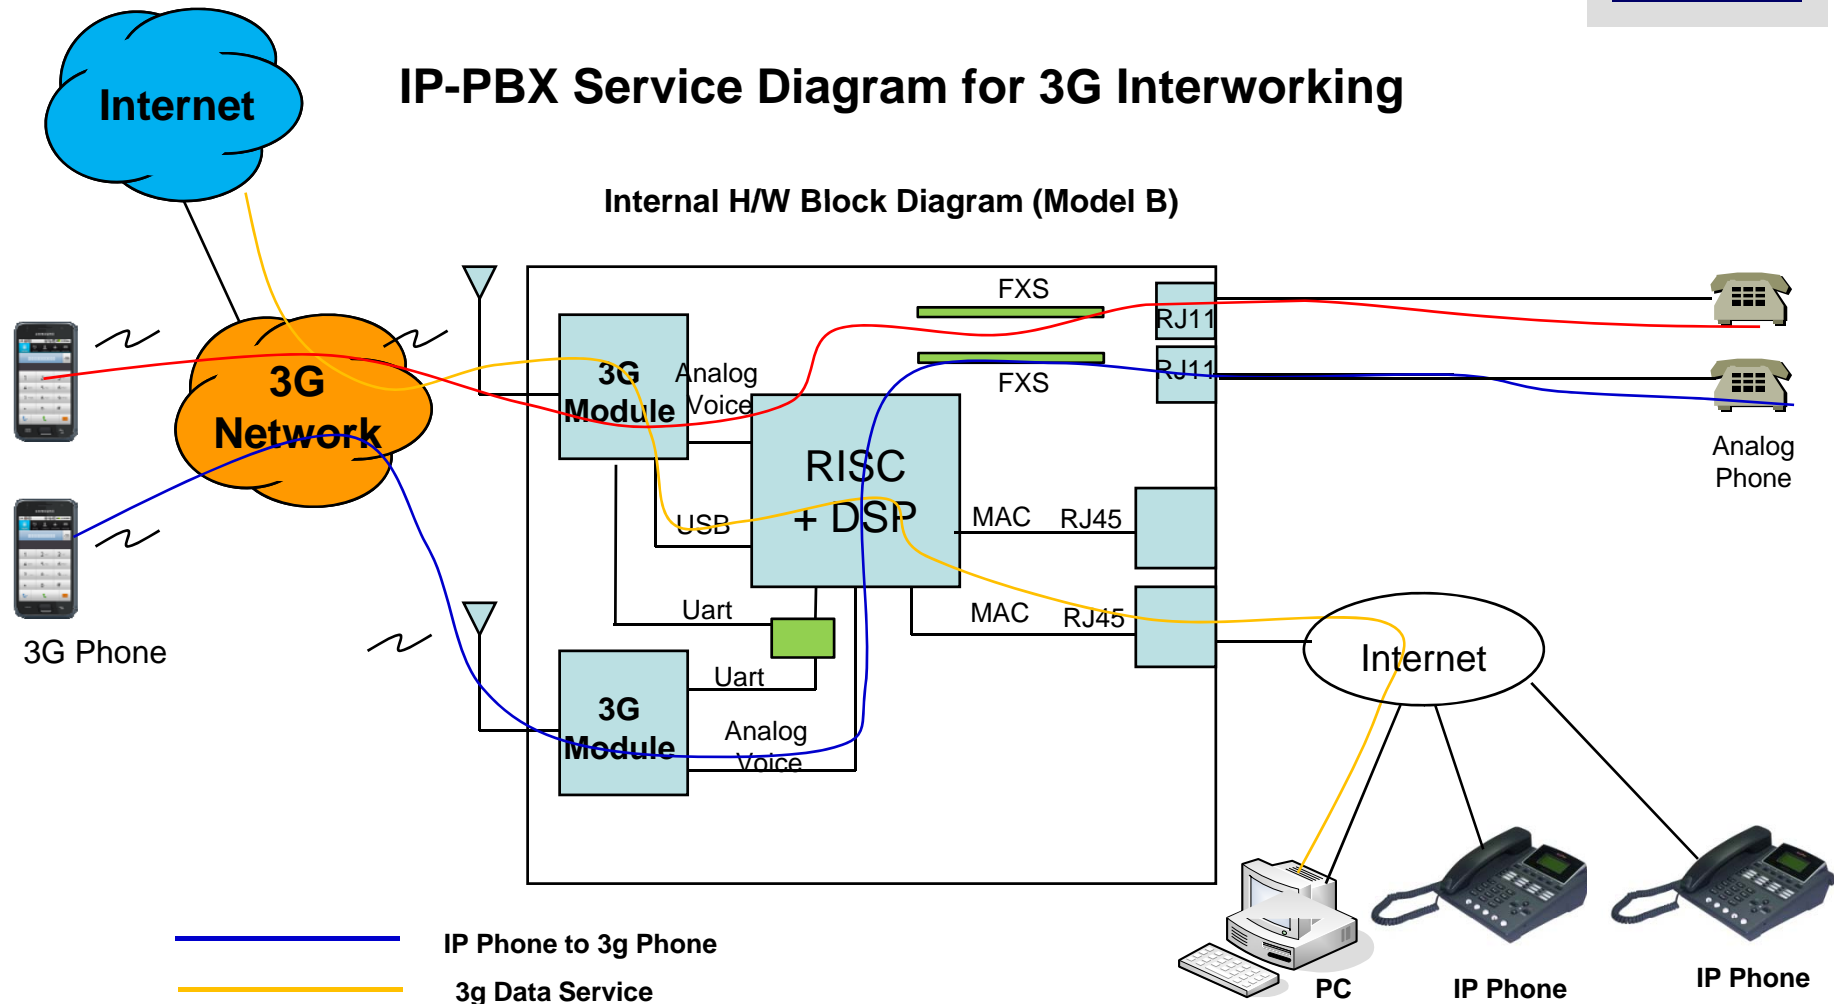 IP-PBX Service Diagram for 3G Interworking
Internet
Internal H/W Block Diagram (Model B)
FXS
RJ11
3G
Module
Analog
Voice
FXS
RJ11
3G
Network
Analog
Phone
RISC
+ DSP
USB
MAC
RJ45
Uart
MAC
RJ45
3G Phone
Uart
Internet
3G
Module
Analog
Voice
IP Phone to 3g Phone
3g Data Service
PC
IP Phone
IP Phone